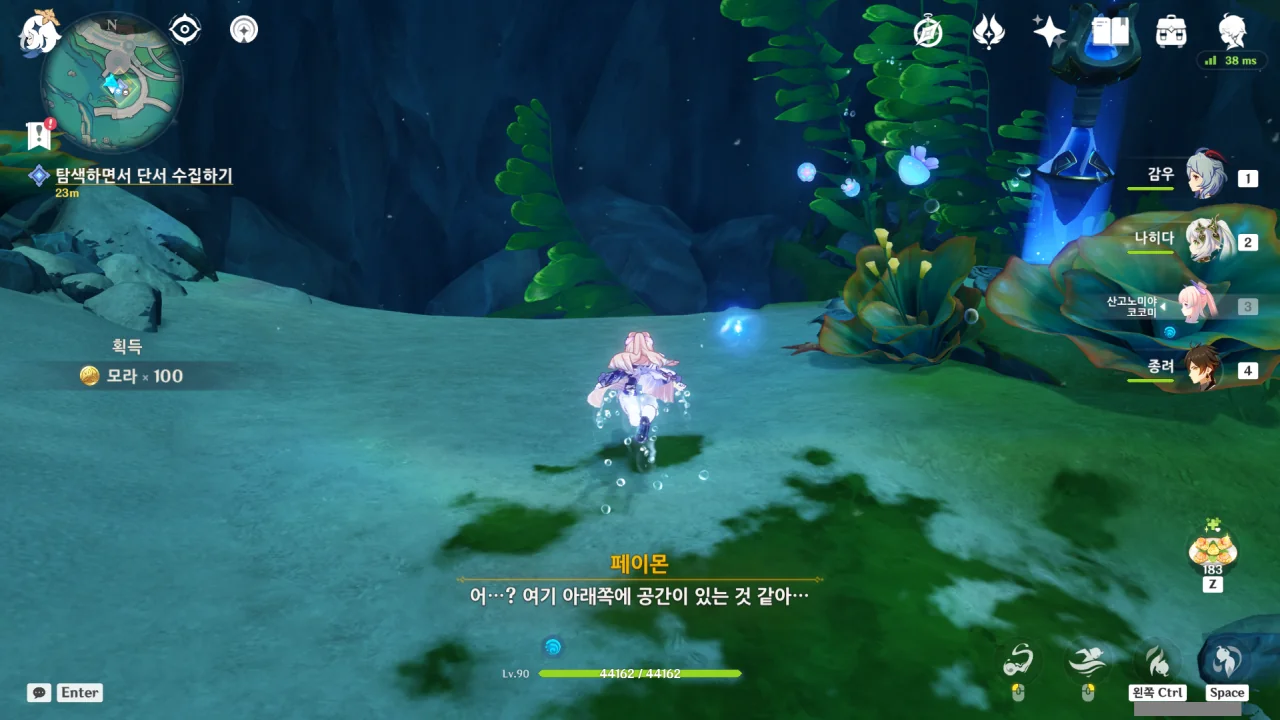 N
38 ms
탐색하면서 단서 수집하기
23m
감우
1
나히다
2
산고노미야
코코미
3
종려
4
획득
모라 × 100
페이몬
어…? 여기 아래쪽에 공간이 있는 것 같아…
183
Z
Lv.90
44162 / 44162
Enter
왼쪽 Ctrl
Space